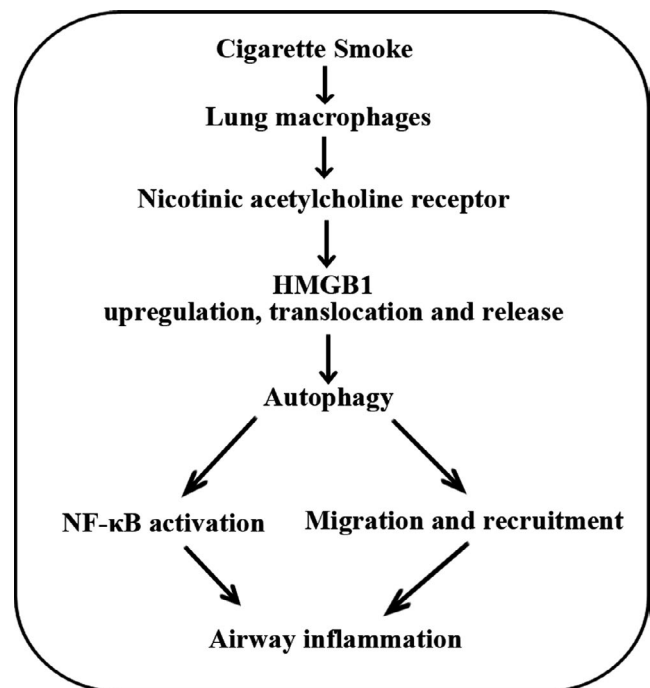 Cigarette Smoke
Lung macrophages
Nicotinic acetylcholine receptor
HMGB1
upregulation, translocation and release
Autophagy
NF-κB activation
Migration and recruitment
Airway inflammation